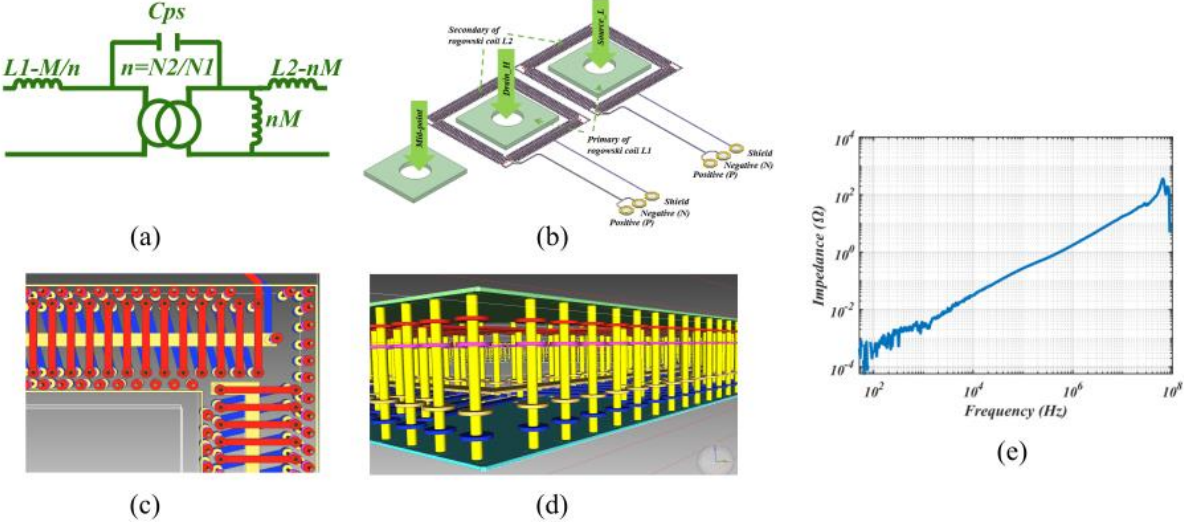 Cps
n=N2/N1
L1-M/n
L2-nM
nM
(a)
Secondary of
rogowski coil L2
Source_L
Drain_H
Mid-point
Primary of
rogowski coil L1
Shield
Negative (N)
Positive (P)
Shield
Negative (N)
Positive (P)
(b)
(c)
(d)
10^4
10^2
10^0
10^-2
10^-4
Impedance (Ω)
10^2
10^4
10^6
10^8
Frequency (Hz)
(e)